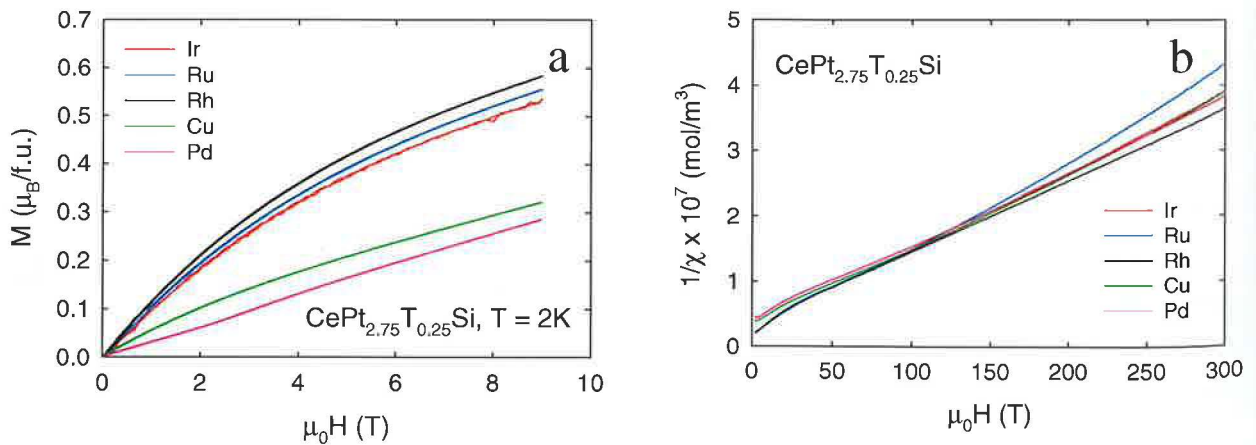 0.7
0.6
0.5
0.4
0.3
0.2
0.1
0.0
M (μB/f.u.)
Ir
Ru
Rh
Cu
Pd
a
CePt2.75T0.25Si, T = 2K
0 2 4 6 8 10
μ0H (T)
5
4
3
2
1
0
1/χ x 10⁷ (mol/m³)
CePt2.75T0.25Si
b
Ir
Ru
Rh
Cu
Pd
0 50 100 150 200 250 300
μ0H (T)